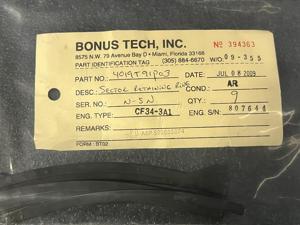 BONUS TECH, INC.
8575 N.W. 79 Avenue Bay D • Miami, Florida 33166
PART IDENTIFICATION TAG (305) 884-6670
Nº 394363
W/O: 09-355
PART NO.: 4019T91P03 DATE: JUL 08 2009
DESC.: SECTOR RETAINING RING COND.: AR
SER. NO.: N-SN QTY.: 9
ENG. TYPE: CF34-3A1 ENG. S/N: 807644
REMARKS:
FORM: BT02